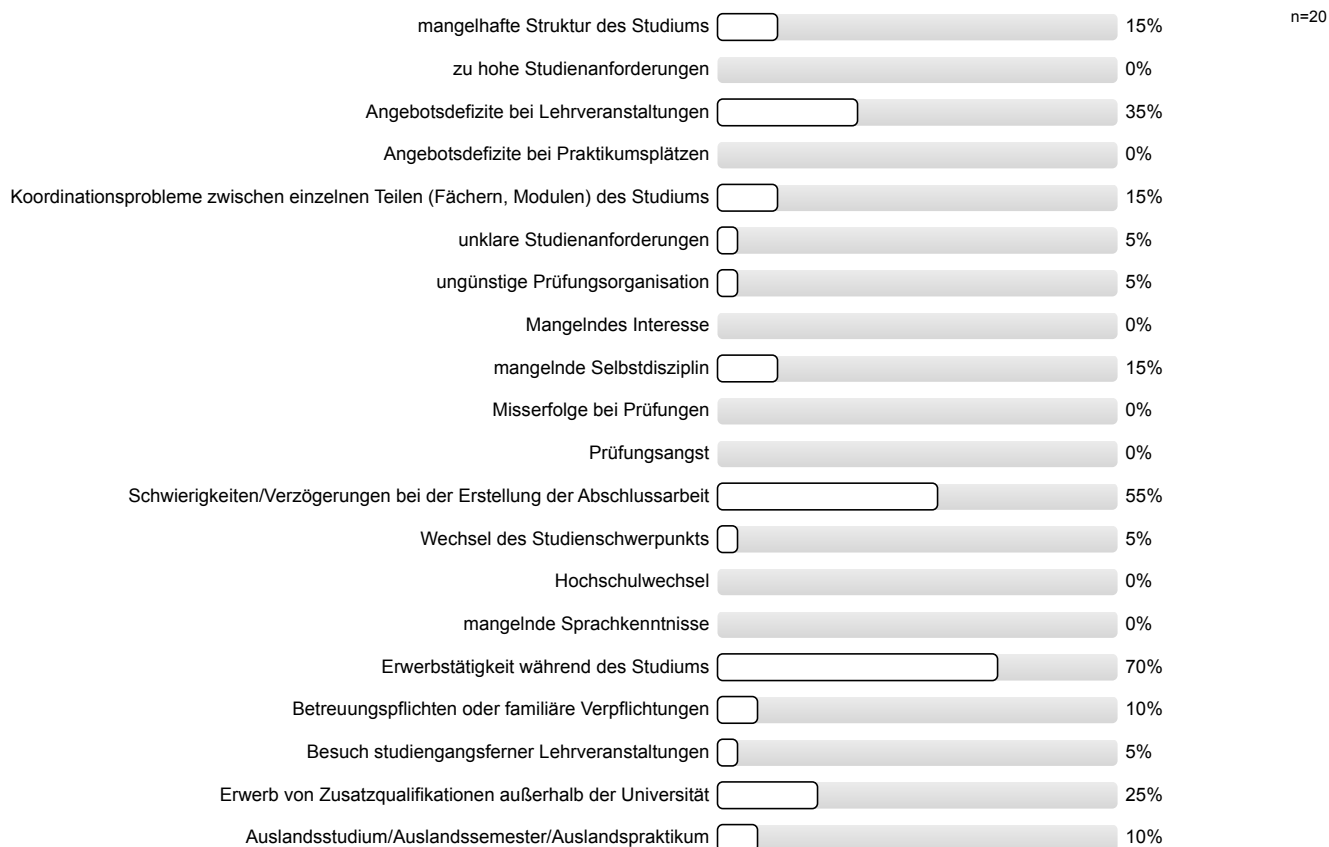 n=20
mangelhafte Struktur des Studiums 15%
zu hohe Studienanforderungen 0%
Angebotsdefizite bei Lehrveranstaltungen 35%
Angebotsdefizite bei Praktikumsplätzen 0%
Koordinationsprobleme zwischen einzelnen Teilen (Fächern, Modulen) des Studiums 15%
unklare Studienanforderungen 5%
ungünstige Prüfungsorganisation 5%
Mangelndes Interesse 0%
mangelnde Selbstdisziplin 15%
Misserfolge bei Prüfungen 0%
Prüfungsangst 0%
Schwierigkeiten/Verzögerungen bei der Erstellung der Abschlussarbeit 55%
Wechsel des Studienschwerpunkts 5%
Hochschulwechsel 0%
mangelnde Sprachkenntnisse 0%
Erwerbstätigkeit während des Studiums 70%
Betreuungspflichten oder familiäre Verpflichtungen 10%
Besuch studiengangsferner Lehrveranstaltungen 5%
Erwerb von Zusatzqualifikationen außerhalb der Universität 25%
Auslandsstudium/Auslandssemester/Auslandspraktikum 10%